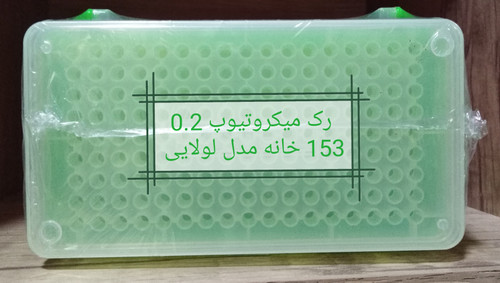 رک میکروتیوپ 0.2
153 خانه مدل لولایی